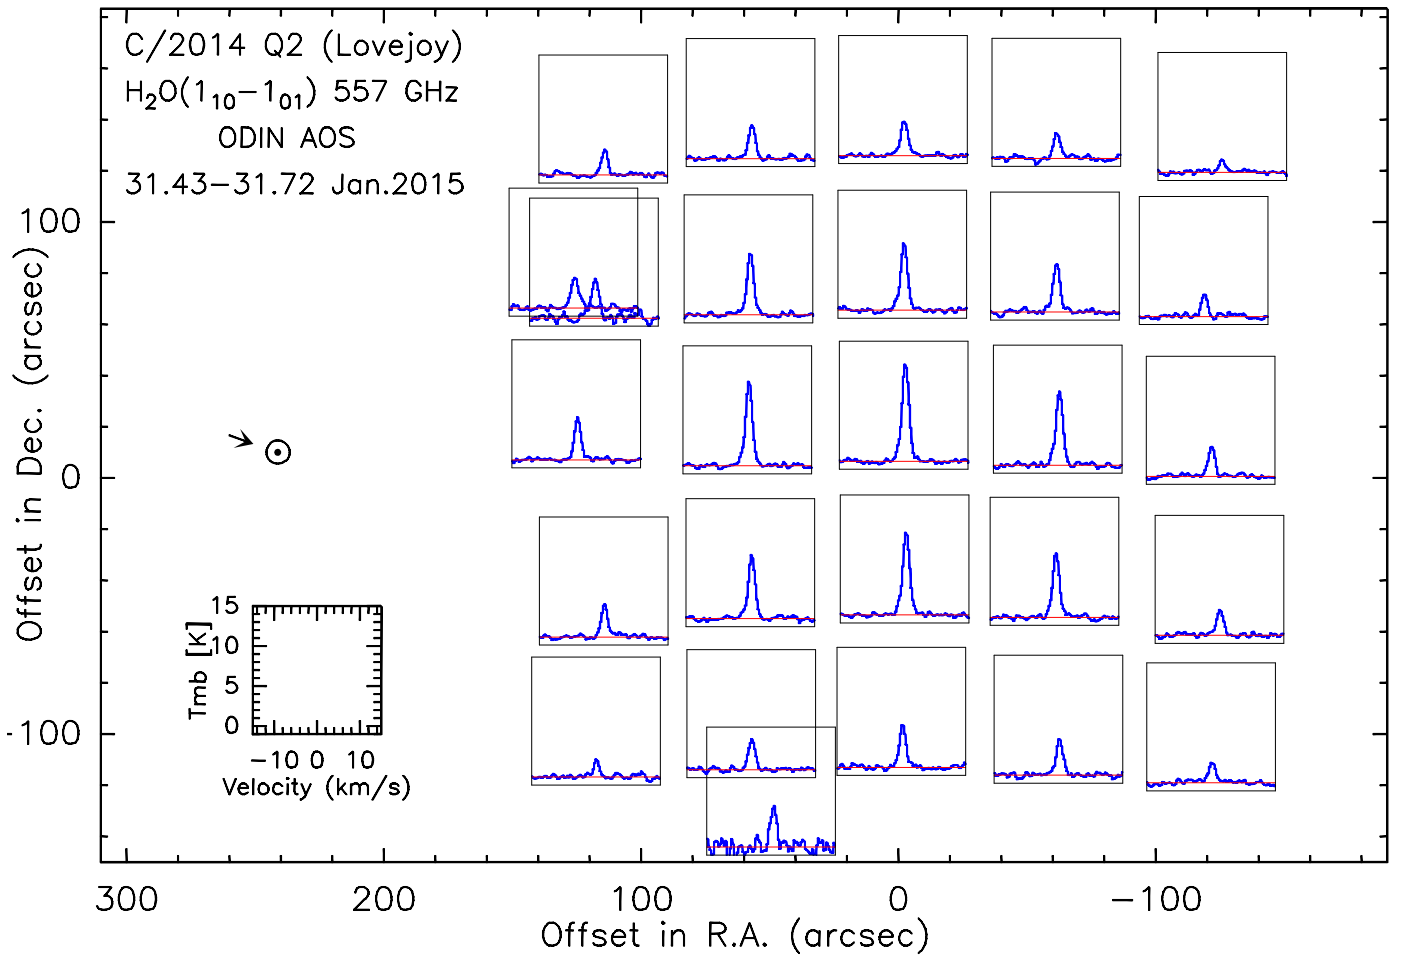 C/2014 Q2 (Lovejoy)
H₂O(1₁₀−1₀₁) 557 GHz
ODIN AOS
31.43−31.72 Jan.2015
Offset in Dec. (arcsec)
100
0
-100
Tmb [K]
15
10
5
0
−10 0 10
Velocity (km/s)
300 200 100 0 −100
Offset in R.A. (arcsec)